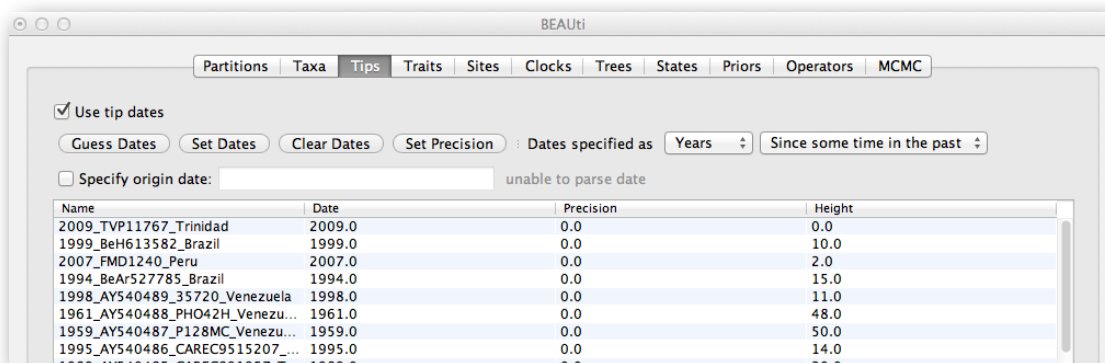 BEAUti
Partitions Taxa Tips Traits Sites Clocks Trees States Priors Operators MCMC
Use tip dates
Guess Dates Set Dates Clear Dates Set Precision Dates specified as Years Since some time in the past
Specify origin date: unable to parse date
Name Date Precision Height
2009_TVP11767_Trinidad 2009.0 0.0 0.0
1999_BeH613582_Brazil 1999.0 0.0 10.0
2007_FMD1240_Peru 2007.0 0.0 2.0
1994_BeAr527785_Brazil 1994.0 0.0 15.0
1998_AY540489_35720_Venezuela 1998.0 0.0 11.0
1961_AY540488_PHO42H_Venezu... 1961.0 0.0 48.0
1959_AY540487_P128MC_Venezu... 1959.0 0.0 50.0
1995_AY540486_CAREC9515207_... 1995.0 0.0 14.0